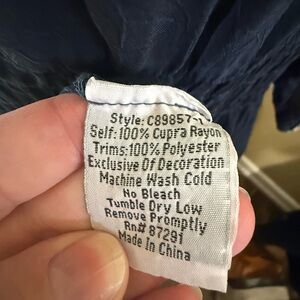 Style: C89857-1
Self:100% Cupra Rayon
Trims:100% Polyester
Exclusive Of Decoration
Machine Wash Cold
No Bleach
Tumble Dry Low
Remove Promptly
Rn# 87291
Made In China